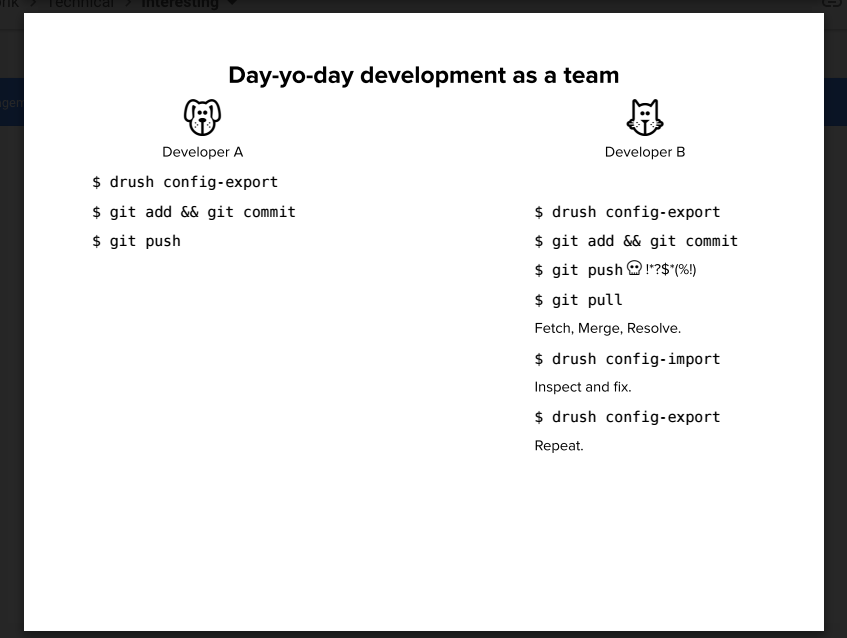 Technical > Interesting
Day-yo-day development as a team
Developer A
$ drush config-export
$ git add && git commit
$ git push
Developer B
$ drush config-export
$ git add && git commit
$ git push !*?$*(%!)
$ git pull
Fetch, Merge, Resolve.
$ drush config-import
Inspect and fix.
$ drush config-export
Repeat.